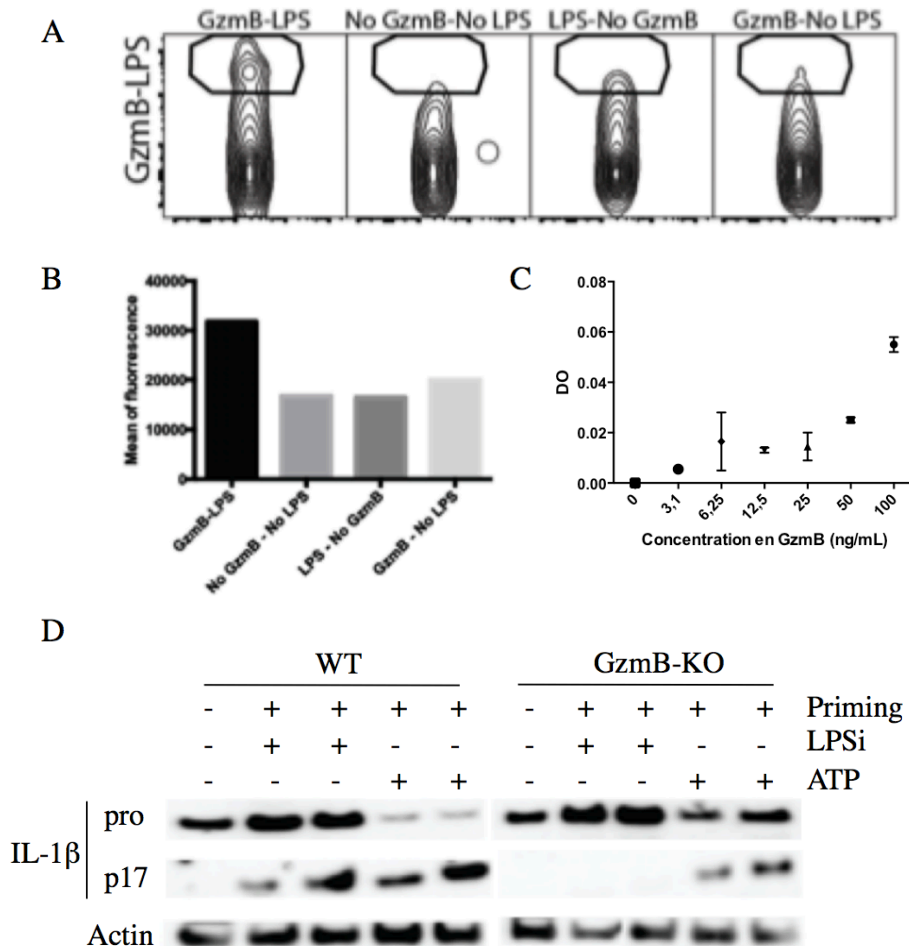 A
GzmB-LPS
No GzmB-No LPS
LPS-No GzmB
GzmB-No LPS
GzmB-LPS
B
Mean of fluorrescence
40000
30000
20000
10000
0
GzmB-LPS
No GzmB - No LPS
LPS - No GzmB
GzmB - No LPS
C
DO
0.08
0.06
0.04
0.02
0.00
0
3,1
6,25
12,5
25
50
100
Concentration en GzmB (ng/mL)
D
WT
GzmB-KO
- + + + + - + + + + Priming
- + + - - - + + - - LPSi
- - - + + - - - + + ATP
IL-1β
pro
p17
Actin